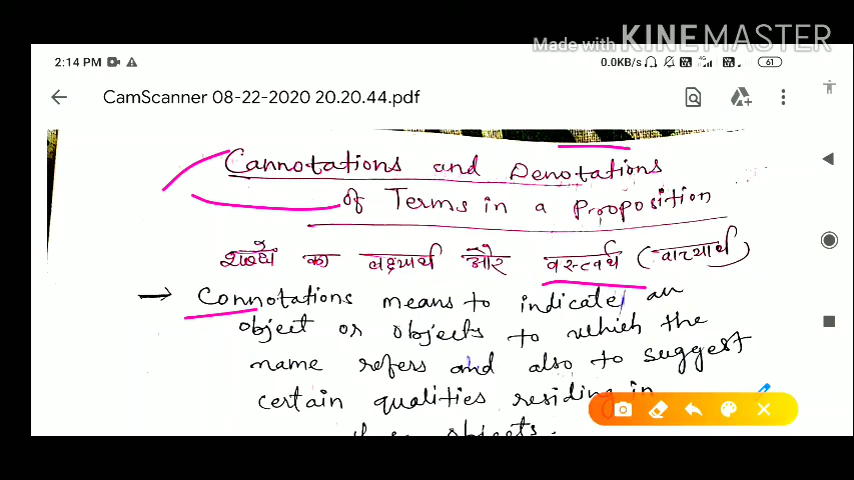 Made with KINEMASTER
2:14 PM 0.0KB/s 61
CamScanner 08-22-2020 20.20.44.pdf
Cannotations and Denotations
of Terms in a Proposition
का लक्ष्यार्थ और वस्त्वर्थ (वाच्यार्थ)
→ Connotations means to indicate an
object or objects to which the
name refers and also to suggest
certain qualities residing in
objects.